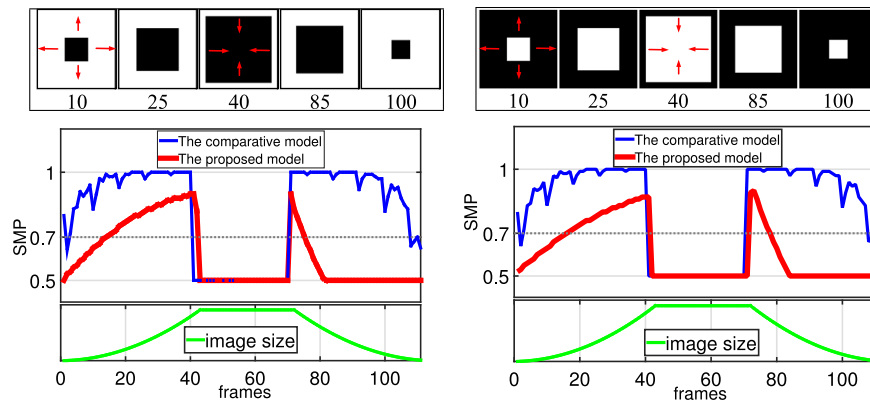 10 25 40 85 100
The comparative model
The proposed model
1
0.7
0.5
SMP
image size
0 20 40 60 80 100
frames
10 25 40 85 100
The comparative model
The proposed model
1
0.7
0.5
SMP
image size
0 20 40 60 80 100
frames